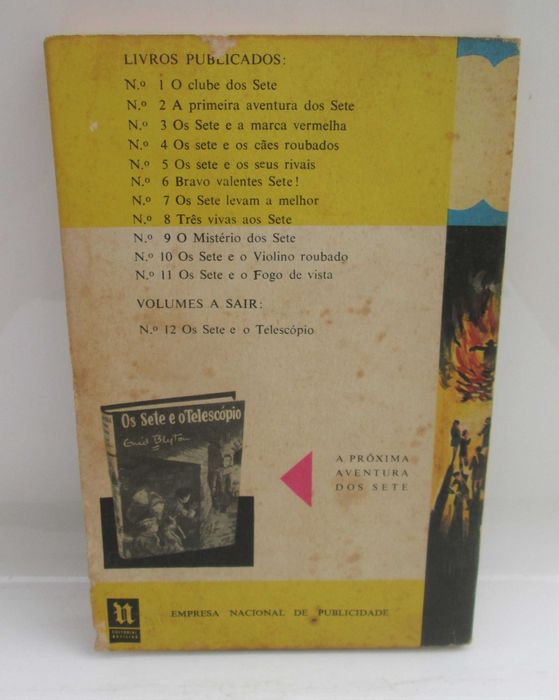 LIVROS PUBLICADOS:
N.º 1 O clube dos Sete
N.º 2 A primeira aventura dos Sete
N.º 3 Os Sete e a marca vermelha
N.º 4 Os sete e os cães roubados
N.º 5 Os sete e os seus rivais
N.º 6 Bravo valentes Sete!
N.º 7 Os Sete levam a melhor
N.º 8 Três vivas aos Sete
N.º 9 O Mistério dos Sete
N.º 10 Os Sete e o Violino roubado
N.º 11 Os Sete e o Fogo de vista
VOLUMES A SAIR:
N.º 12 Os Sete e o Telescópio
Os Sete e o Telescópio
Enid Blyton
A PRÓXIMA
AVENTURA
DOS SETE
n
EDITORIAL
NOTÍCIAS
EMPRESA NACIONAL DE PUBLICIDADE